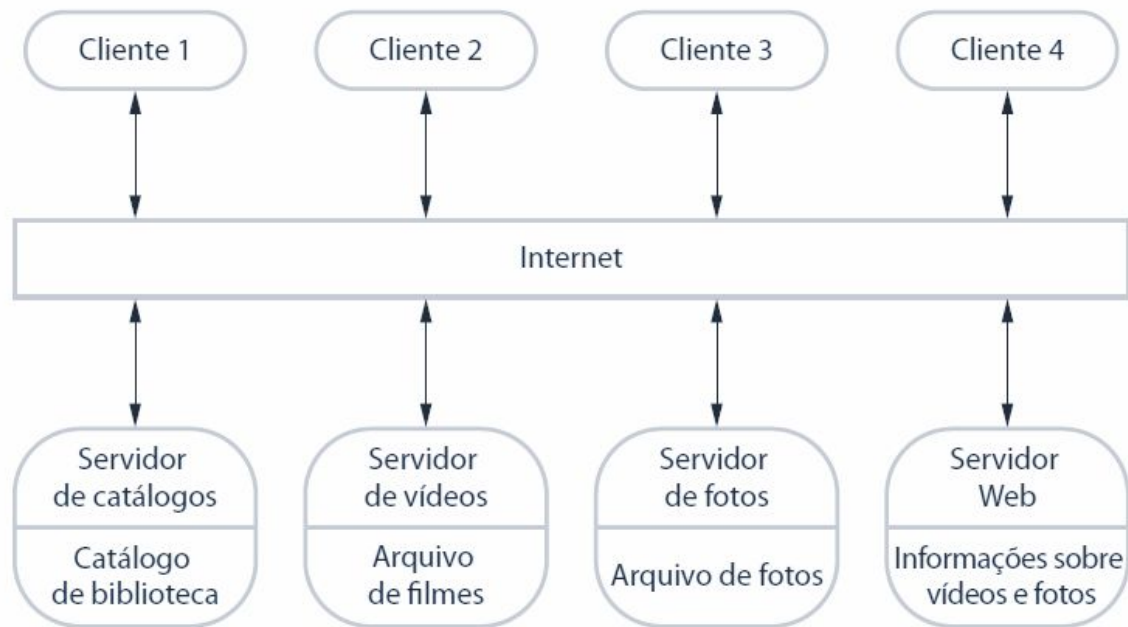 Cliente 1
Cliente 2
Cliente 3
Cliente 4
Internet
Servidor
de catálogos
Catálogo
de biblioteca
Servidor
de vídeos
Arquivo
de filmes
Servidor
de fotos
Arquivo de fotos
Servidor
Web
Informações sobre
vídeos e fotos